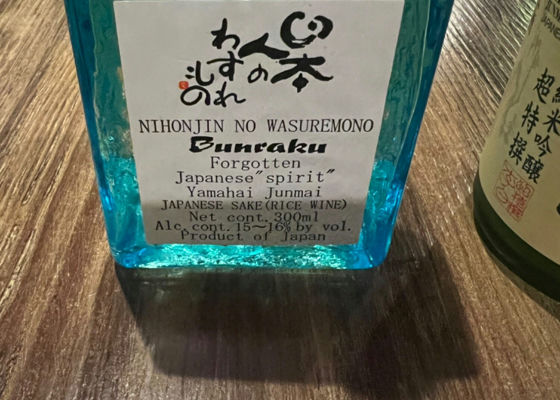 日本
人の
わす
れ
もの
NIHONJIN NO WASUREMONO
Bunraku
Forgotten
Japanese "spirit"
Yamahai Junmai
JAPANESE SAKE(RICE WINE)
Net cont. 300ml
Alc. cont. 15~16% by vol.
Product of Japan
純米吟醸
超特撰